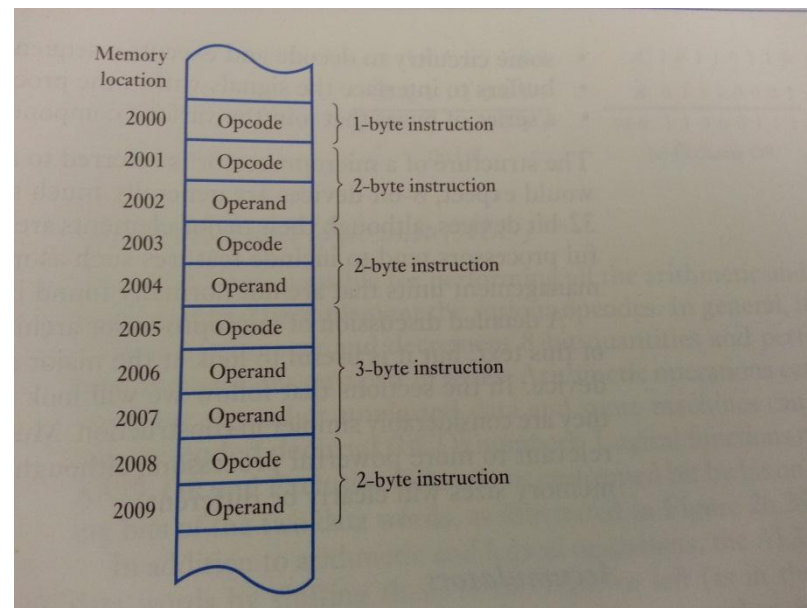 Memory
location
2000 Opcode 1-byte instruction
2001 Opcode
2-byte instruction
2002 Operand
2003 Opcode
2-byte instruction
2004 Operand
2005 Opcode
2006 Operand 3-byte instruction
2007 Operand
2008 Opcode
2-byte instruction
2009 Operand